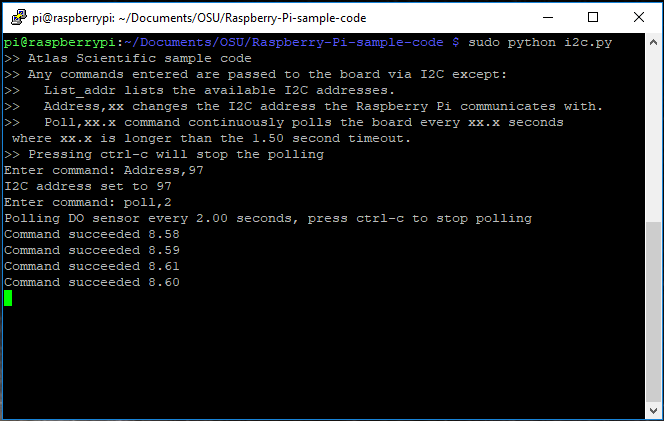 pi@raspberrypi: ~/Documents/OSU/Raspberry-Pi-sample-code
pi@raspberrypi:~/Documents/OSU/Raspberry-Pi-sample-code $ sudo python i2c.py
>> Atlas Scientific sample code
>> Any commands entered are passed to the board via I2C except:
>>   List_addr lists the available I2C addresses.
>>   Address,xx changes the I2C address the Raspberry Pi communicates with.
>>   Poll,xx.x command continuously polls the board every xx.x seconds
 where xx.x is longer than the 1.50 second timeout.
>> Pressing ctrl-c will stop the polling
Enter command: Address,97
I2C address set to 97
Enter command: poll,2
Polling DO sensor every 2.00 seconds, press ctrl-c to stop polling
Command succeeded 8.58
Command succeeded 8.59
Command succeeded 8.61
Command succeeded 8.60